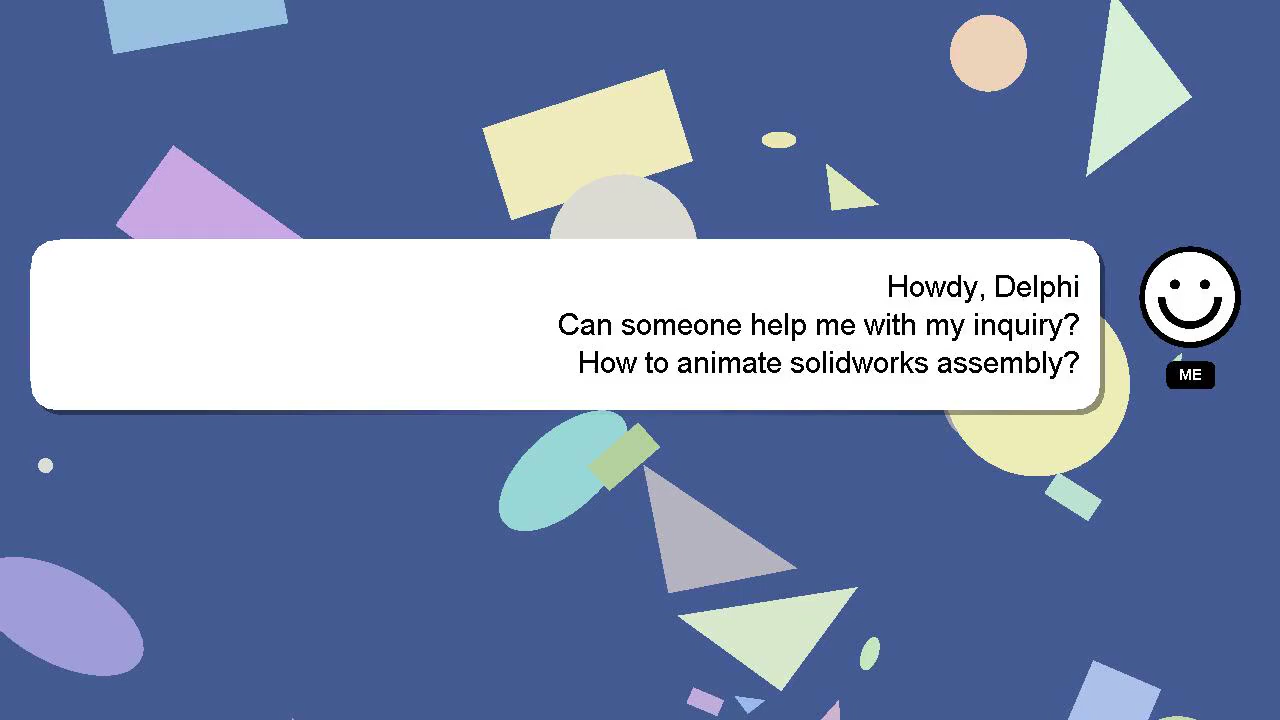 Howdy, Delphi
Can someone help me with my inquiry?
How to animate solidworks assembly?
ME